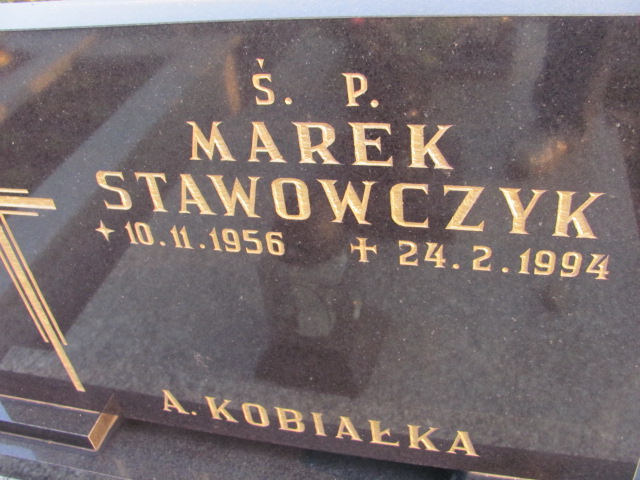 Ś. P.
MAREK
STAWOWCZYK
10.11.1956 24.2.1994
A. KOBIAŁKA